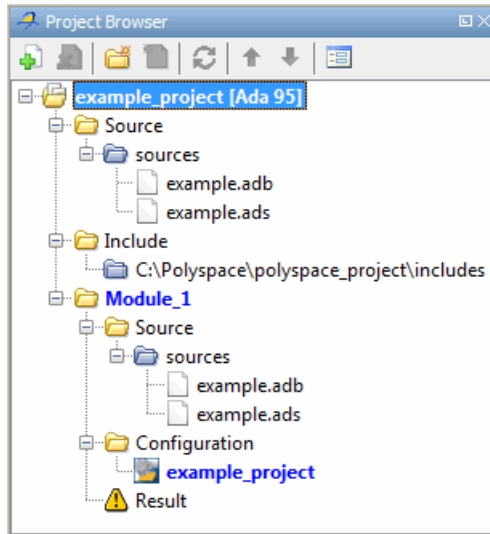 Project Browser
example_project [Ada 95]
Source
sources
example.adb
example.ads
Include
C:\Polyspace\polyspace_project\includes
Module_1
Source
sources
example.adb
example.ads
Configuration
example_project
Result